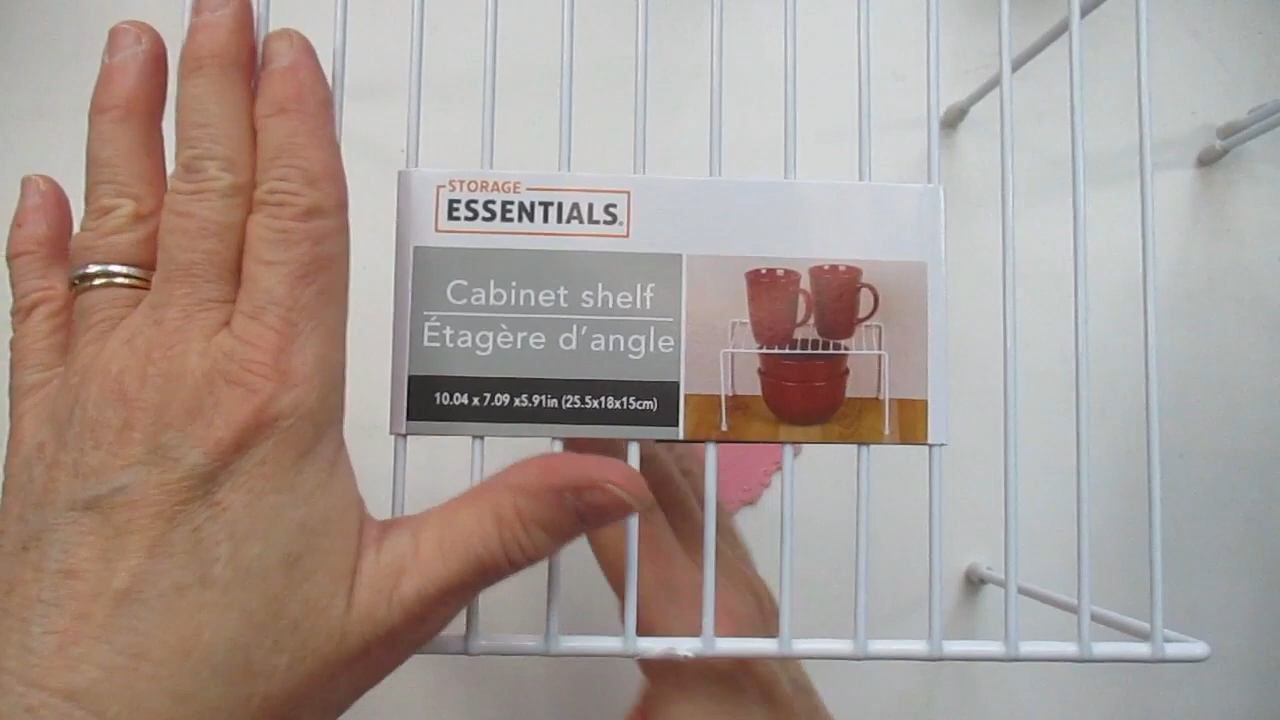 STORAGE
ESSENTIALS.
Cabinet shelf
Étagère d'angle
10.04 x 7.09 x5.91in (25.5x18x15cm)